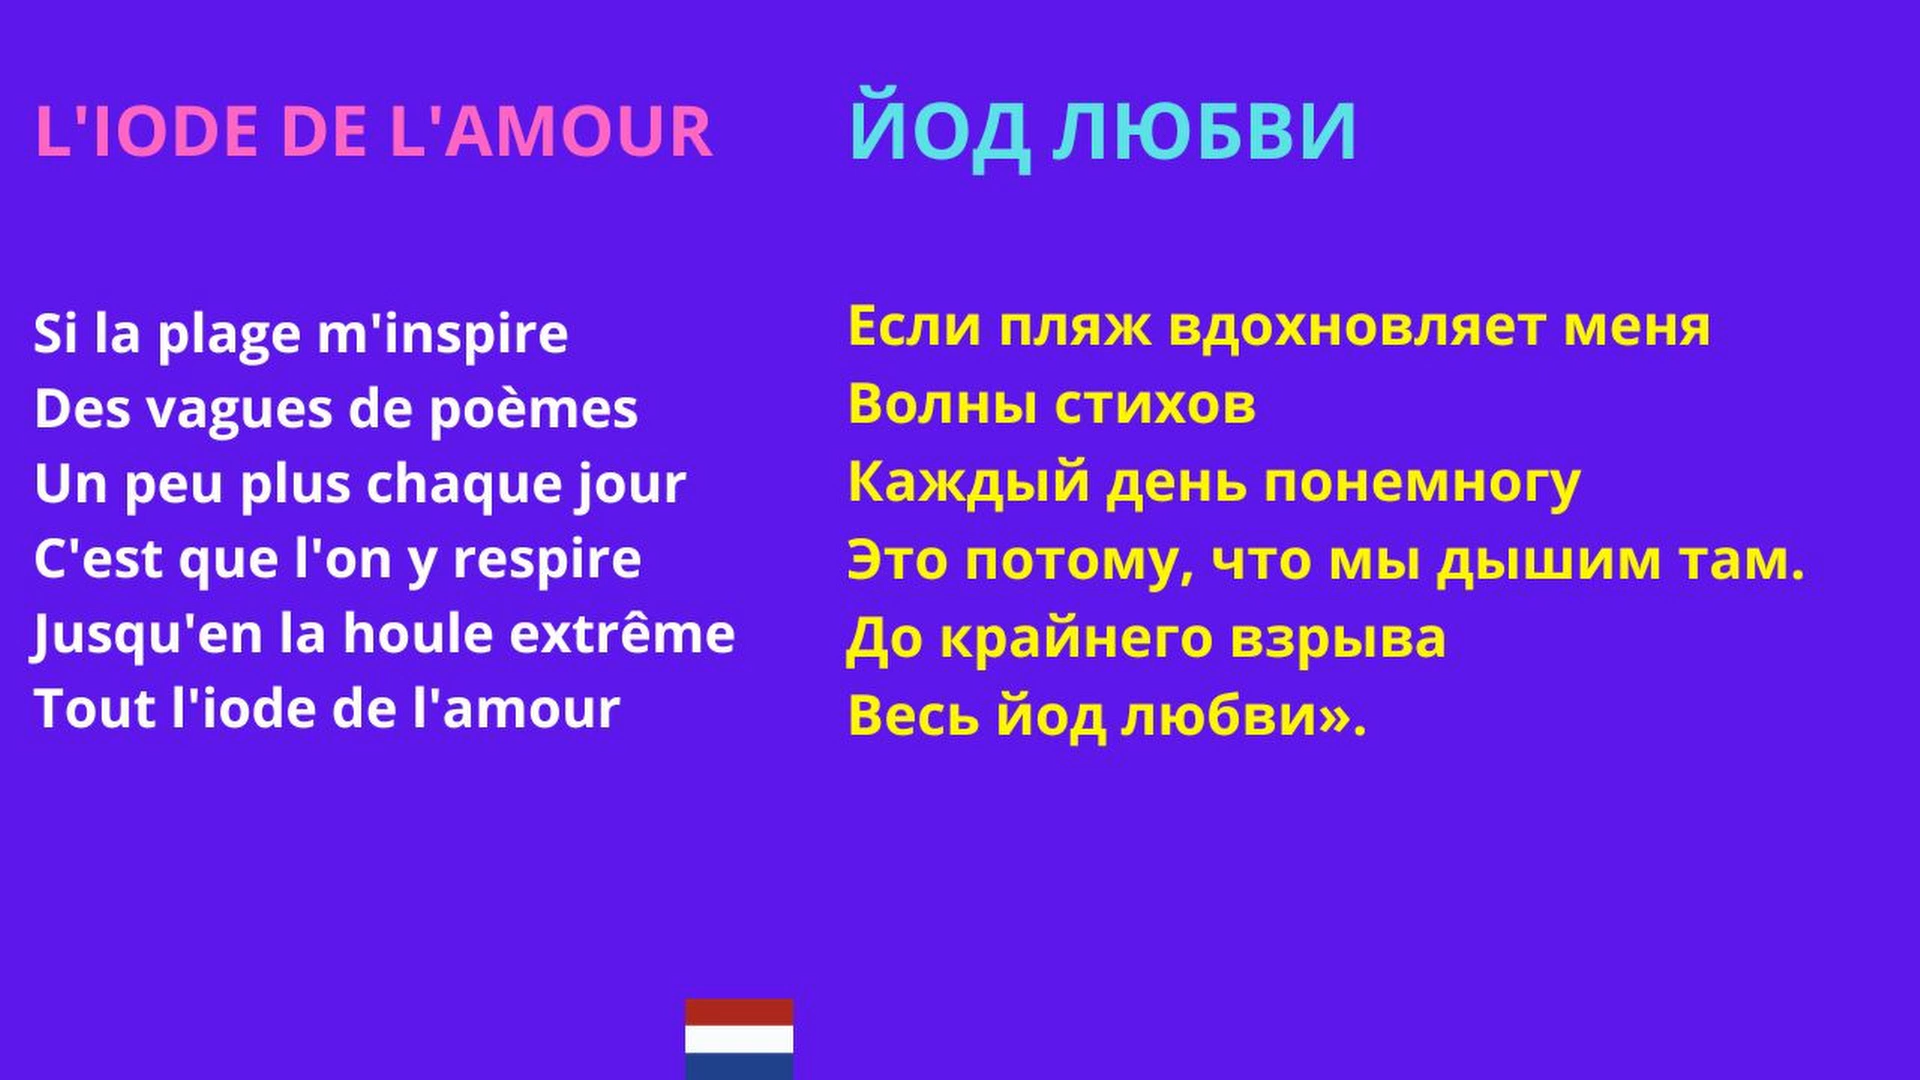 L'IODE DE L'AMOUR
Si la plage m'inspire
Des vagues de poèmes
Un peu plus chaque jour
C'est que l'on y respire
Jusqu'en la houle extrême
Tout l'iode de l'amour
ЙОД ЛЮБВИ
Если пляж вдохновляет меня
Волны стихов
Каждый день понемногу
Это потому, что мы дышим там.
До крайнего взрыва
Весь йод любви».